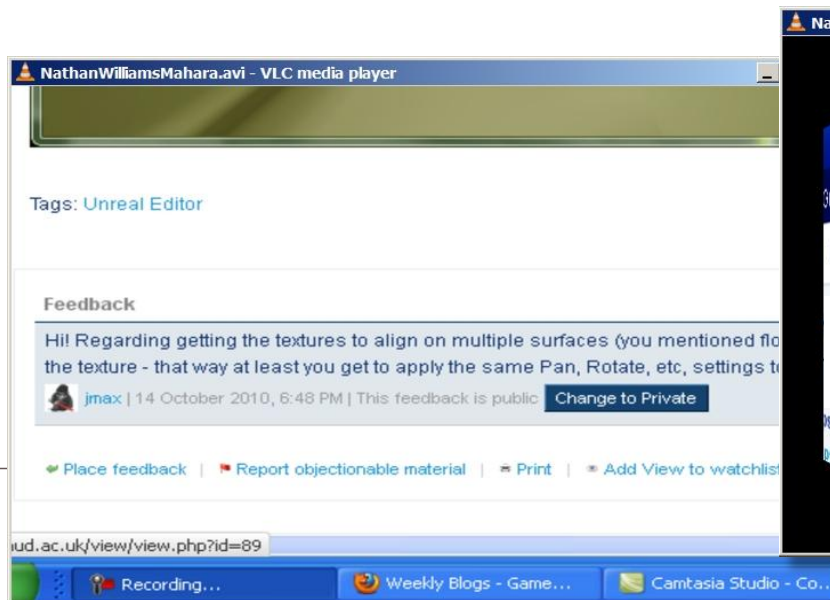 NathanWilliamsMahara.avi - VLC media player
Na
Tags: Unreal Editor
Feedback
Hi! Regarding getting the textures to align on multiple surfaces (you mentioned flo
the texture - that way at least you get to apply the same Pan, Rotate, etc, settings t
jmax | 14 October 2010, 6:48 PM | This feedback is public Change to Private
Place feedback | Report objectionable material | Print | Add View to watchlist
ud.ac.uk/view/view.php?id=89
Recording... Weekly Blogs - Game... Camtasia Studio - Co...